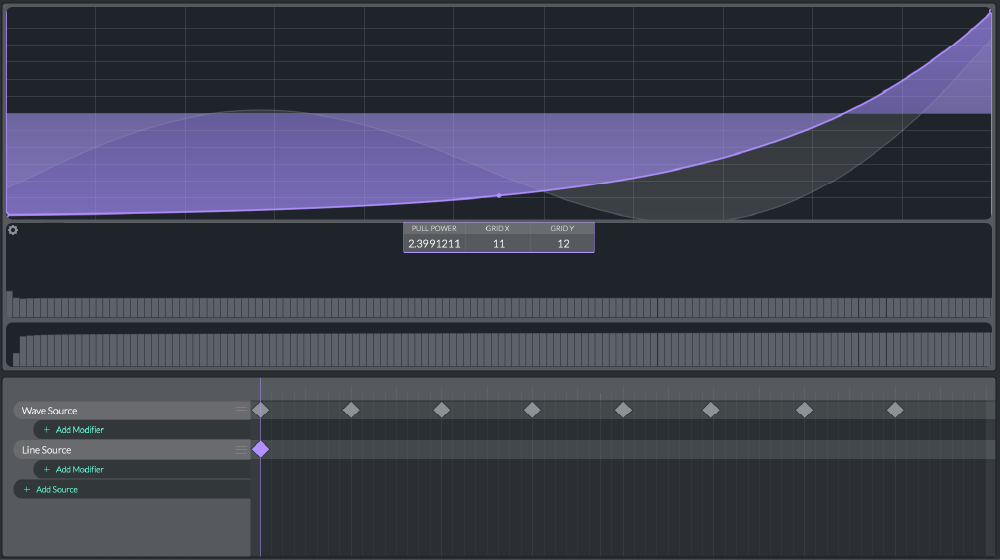 PULL POWER GRID X GRID Y
2.3991211 11 12
Wave Source
+ Add Modifier
Line Source
+ Add Modifier
+ Add Source